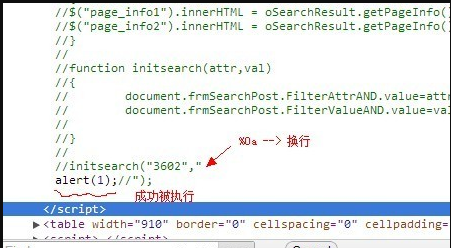 //$("page_info1").innerHTML = oSearchResult.getPageInfo()
//$("page_info2").innerHTML = oSearchResult.getPageInfo()
//}
//
//function initsearch(attr,val)
//{
// document.frmSearchPost.FilterAttrAND.value=attr
// document.frmSearchPost.FilterValueAND.value=val
//
//}
//
%0a --> 换行
//initsearch("3602","
alert(1);//");
成功被执行
</script>
▶<table width="910" border="0" cellspacing="0" cellpadding=